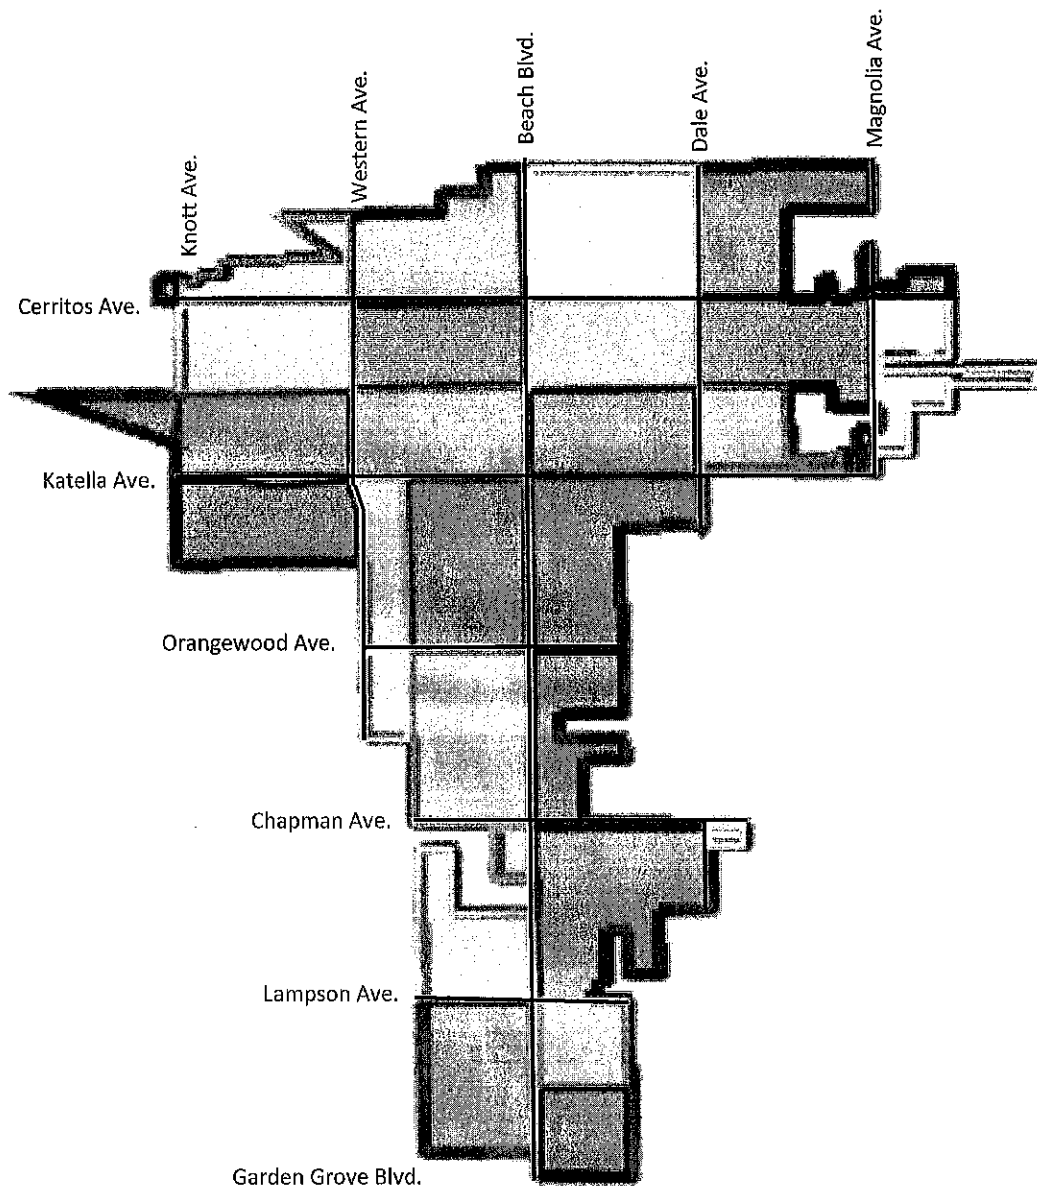 Knott Ave.
Western Ave.
Beach Blvd.
Dale Ave.
Magnolia Ave.
Cerritos Ave.
Katella Ave.
Orangewood Ave.
Chapman Ave.
Lampson Ave.
Garden Grove Blvd.